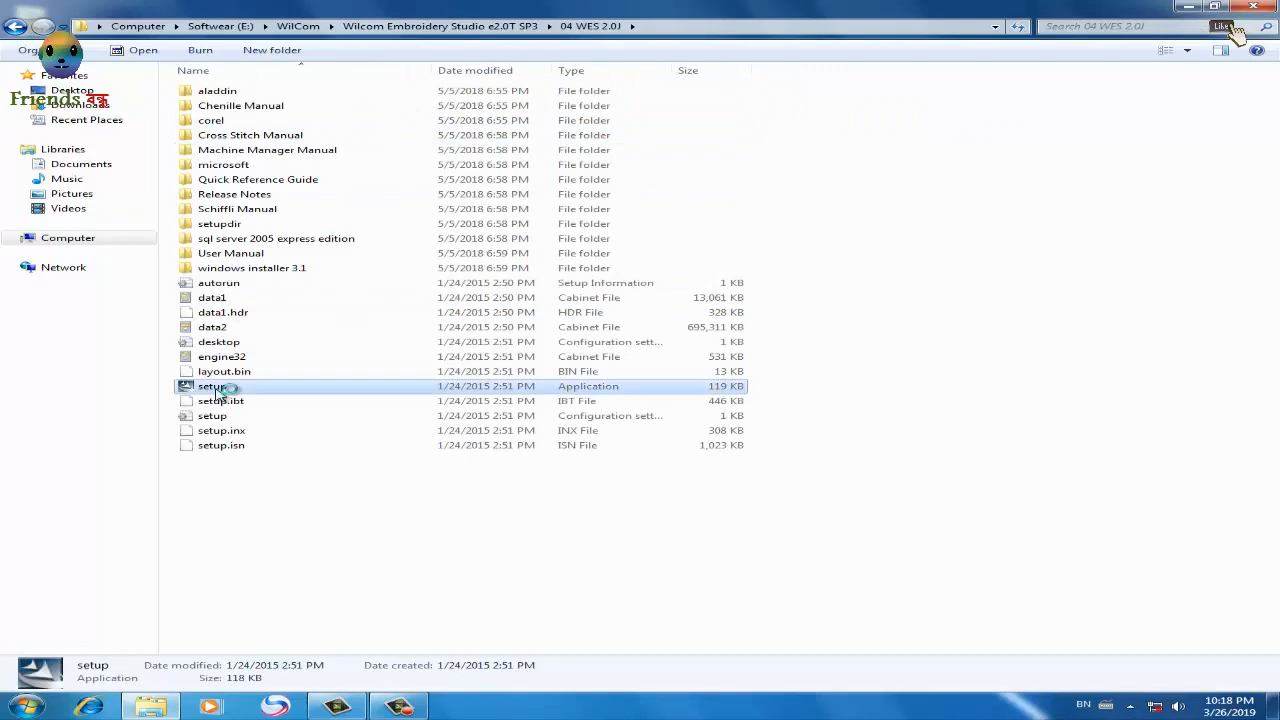 Computer Softwear (E:) WilCom Wilcom Embroidery Studio e2.0T SP3 04 WES 2.0J Search 04 WES 2.0J Like
Open Burn New folder
Name Date modified Type Size
Favorites
Desktop
Friends বন্ধু
Downloads
Recent Places
Libraries
Documents
Music
Pictures
Videos
Computer
Network
aladdin 5/5/2018 6:55 PM File folder
Chenille Manual 5/5/2018 6:55 PM File folder
corel 5/5/2018 6:55 PM File folder
Cross Stitch Manual 5/5/2018 6:58 PM File folder
Machine Manager Manual 5/5/2018 6:58 PM File folder
microsoft 5/5/2018 6:58 PM File folder
Quick Reference Guide 5/5/2018 6:58 PM File folder
Release Notes 5/5/2018 6:58 PM File folder
Schiffli Manual 5/5/2018 6:58 PM File folder
setupdir 5/5/2018 6:58 PM File folder
sql server 2005 express edition 5/5/2018 6:58 PM File folder
User Manual 5/5/2018 6:59 PM File folder
windows installer 3.1 5/5/2018 6:59 PM File folder
autorun 1/24/2015 2:50 PM Setup Information 1 KB
data1 1/24/2015 2:50 PM Cabinet File 13,061 KB
data1.hdr 1/24/2015 2:50 PM HDR File 328 KB
data2 1/24/2015 2:50 PM Cabinet File 695,311 KB
desktop 1/24/2015 2:51 PM Configuration sett... 1 KB
engine32 1/24/2015 2:51 PM Cabinet File 531 KB
layout.bin 1/24/2015 2:51 PM BIN File 13 KB
setup 1/24/2015 2:51 PM Application 119 KB
setup.ibt 1/24/2015 2:51 PM IBT File 446 KB
setup 1/24/2015 2:51 PM Configuration sett... 1 KB
setup.inx 1/24/2015 2:51 PM INX File 308 KB
setup.isn 1/24/2015 2:51 PM ISN File 1,023 KB
setup Date modified: 1/24/2015 2:51 PM Date created: 1/24/2015 2:51 PM
Application Size: 118 KB
BN 10:18 PM
3/26/2019